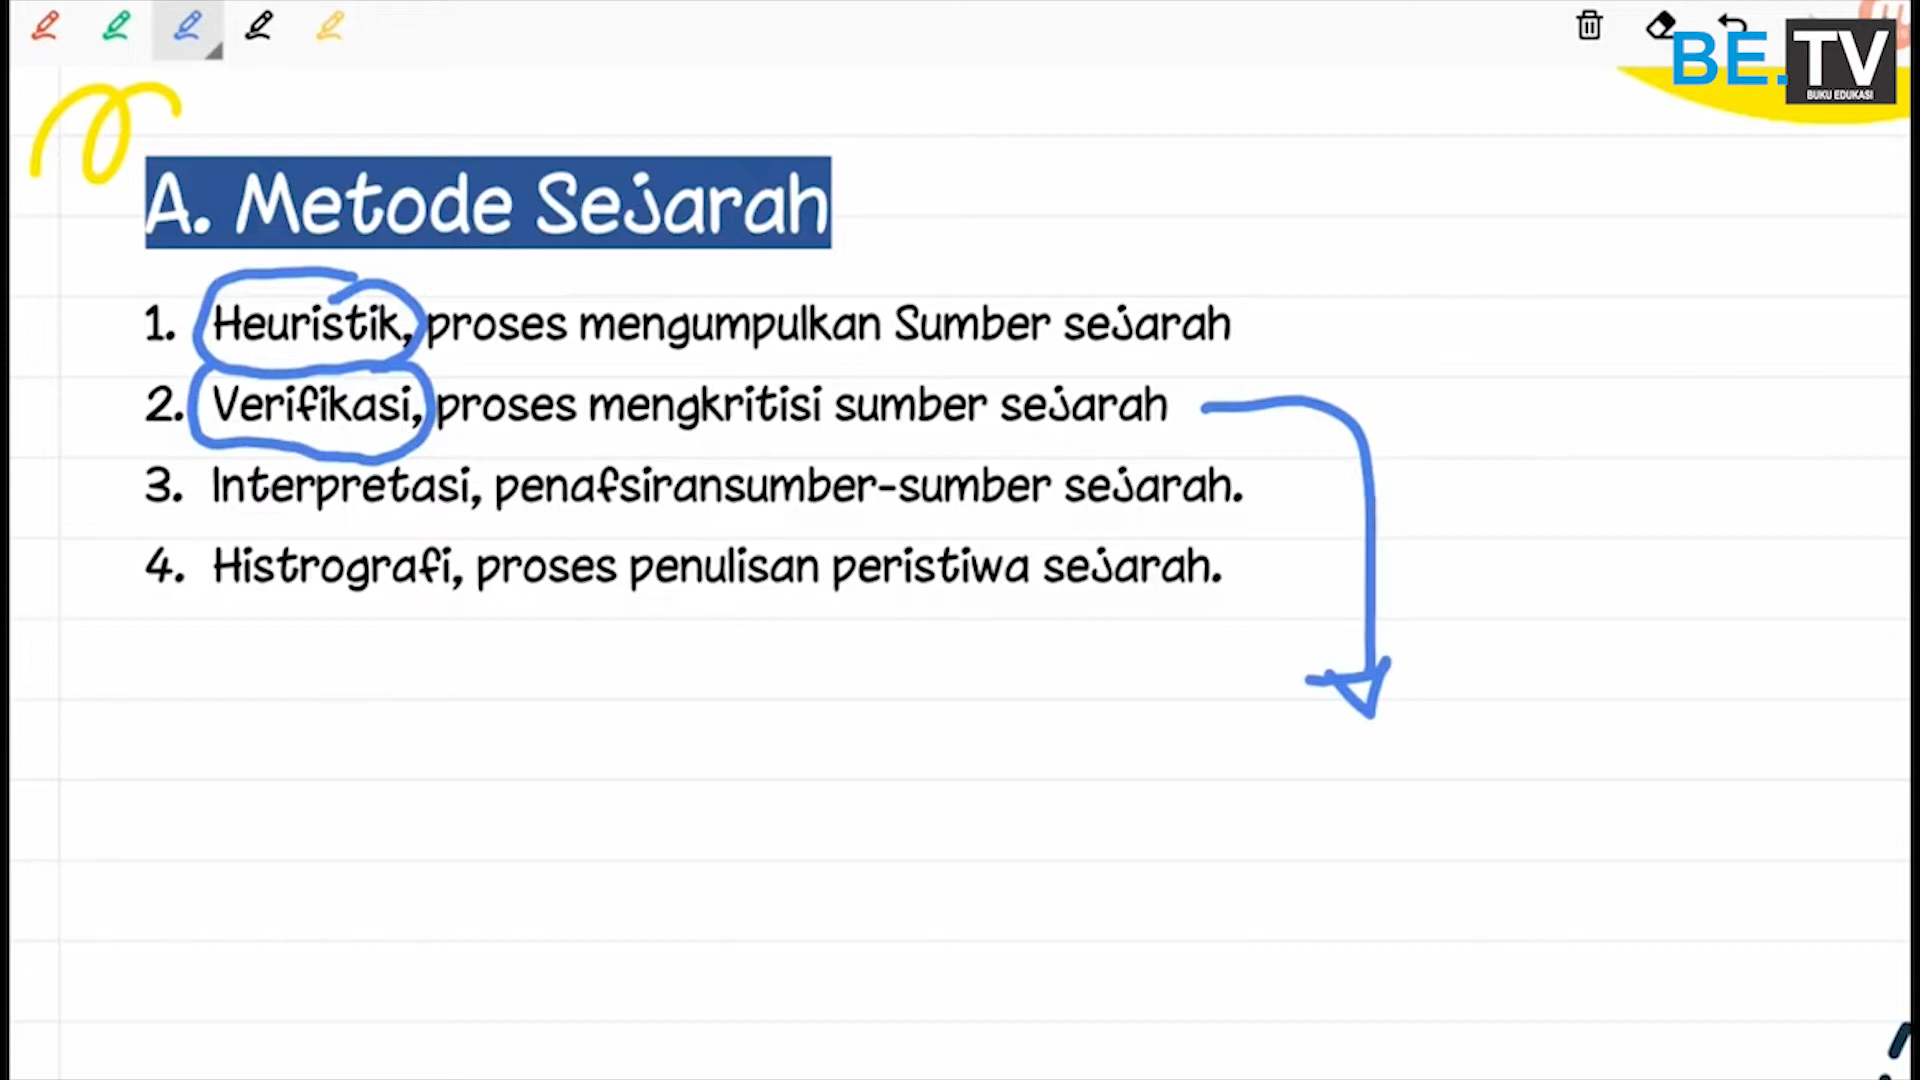 BE.TV
BUKU EDUKASI
A. Metode Sejarah
1. Heuristik, proses mengumpulkan Sumber sejarah
2. Verifikasi, proses mengkritisi sumber sejarah
3. Interpretasi, penafsiransumber-sumber sejarah.
4. Histrografi, proses penulisan peristiwa sejarah.